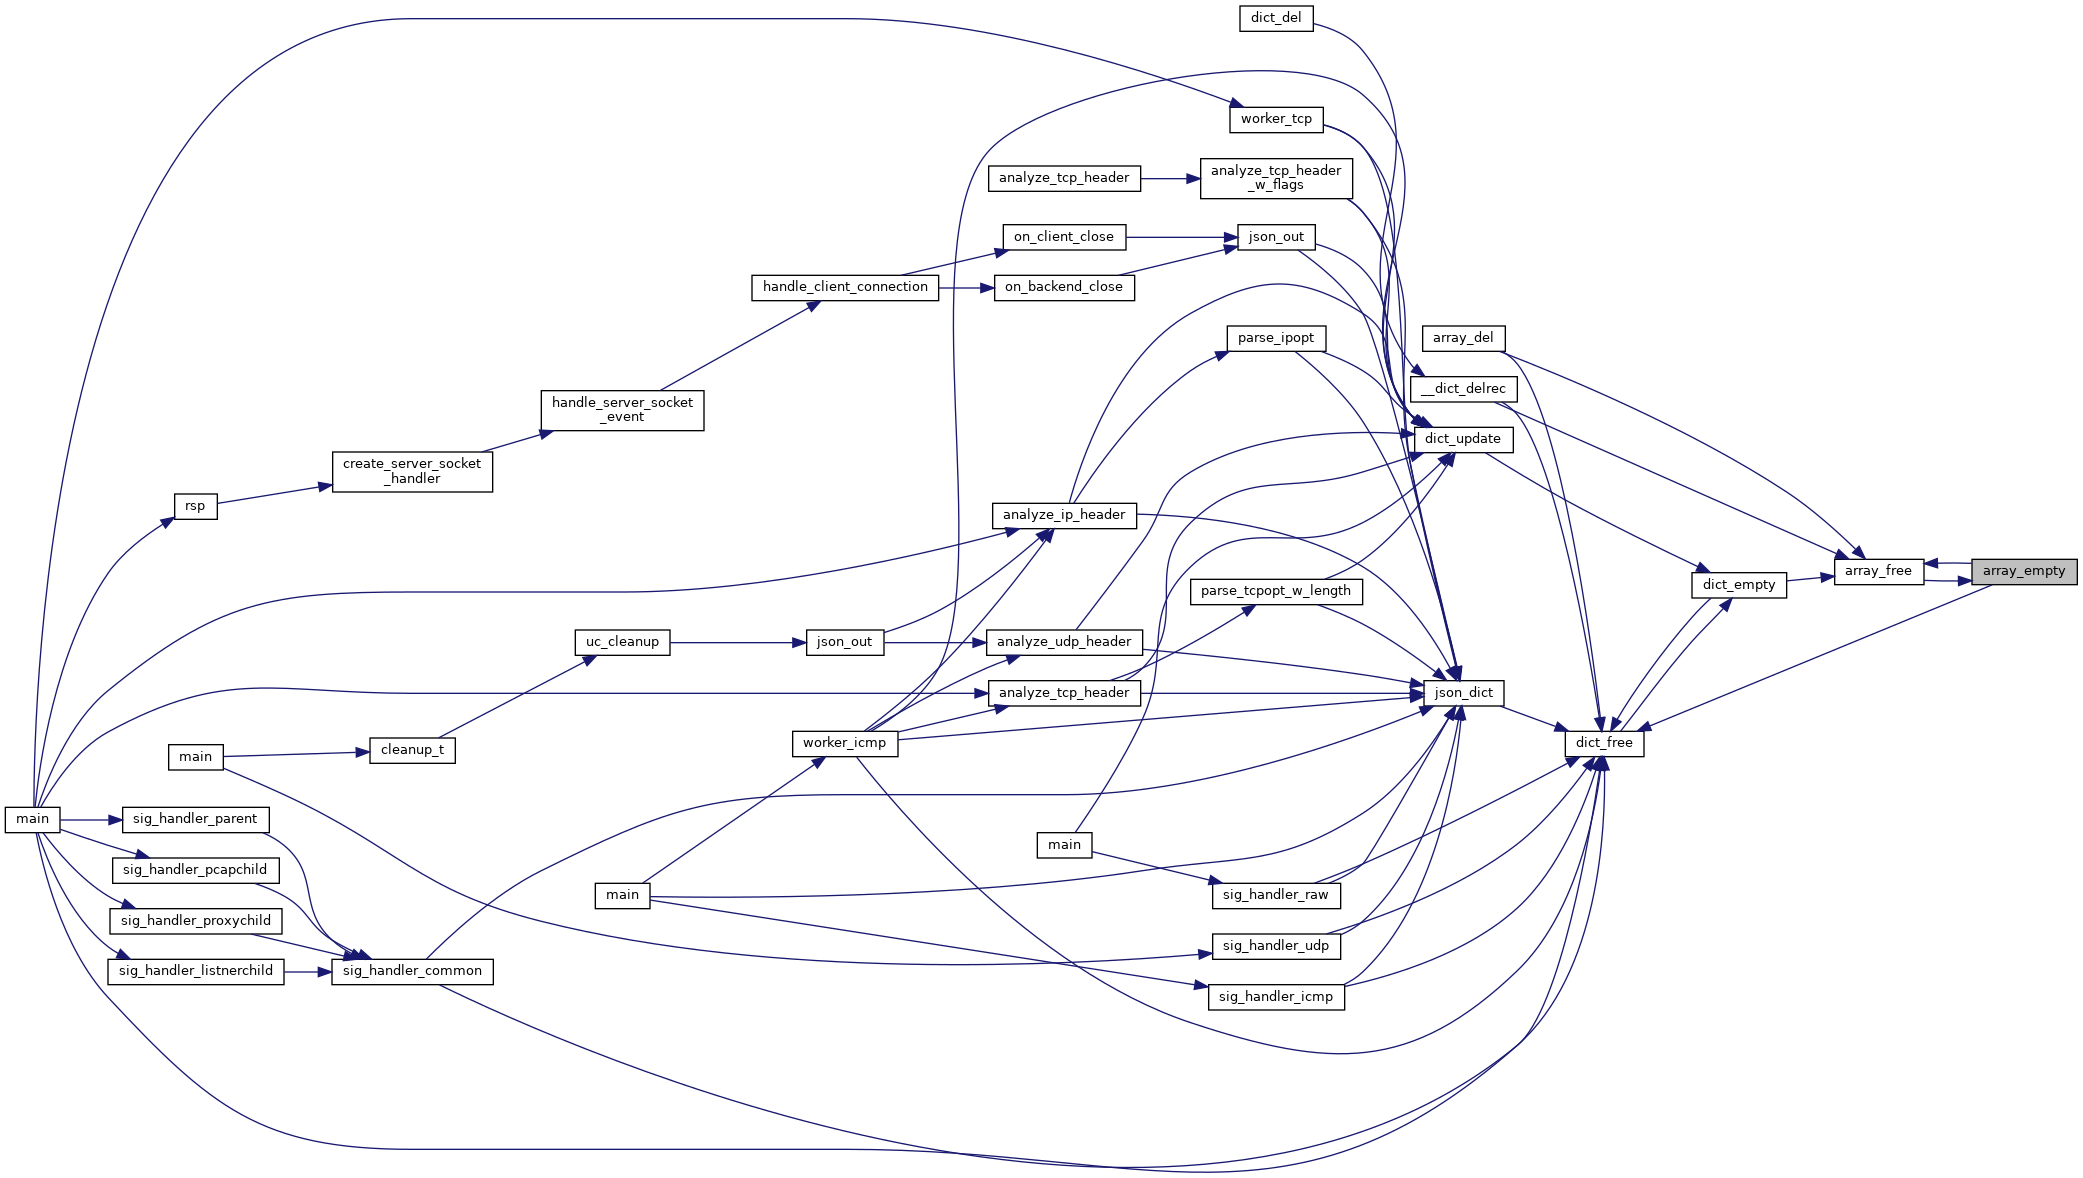 dict_del
worker_tcp
analyze_tcp_header
analyze_tcp_header
_w_flags
on_client_close
json_out
handle_client_connection
on_backend_close
parse_ipopt
array_del
__dict_delrec
handle_server_socket
_event
dict_update
create_server_socket
_handler
rsp
analyze_ip_header
array_free
array_empty
dict_empty
parse_tcpopt_w_length
uc_cleanup
json_out
analyze_udp_header
analyze_tcp_header
json_dict
main
cleanup_t
worker_icmp
dict_free
main
sig_handler_parent
main
sig_handler_pcapchild
main
sig_handler_raw
sig_handler_proxychild
sig_handler_udp
sig_handler_listnerchild
sig_handler_common
sig_handler_icmp